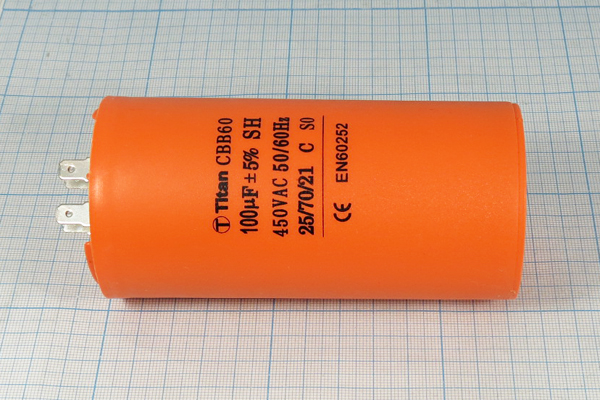 Titan CBB60
100µF±5% SH
450VAC 50/60Hz
25/70/21 C S0
CE EN60252